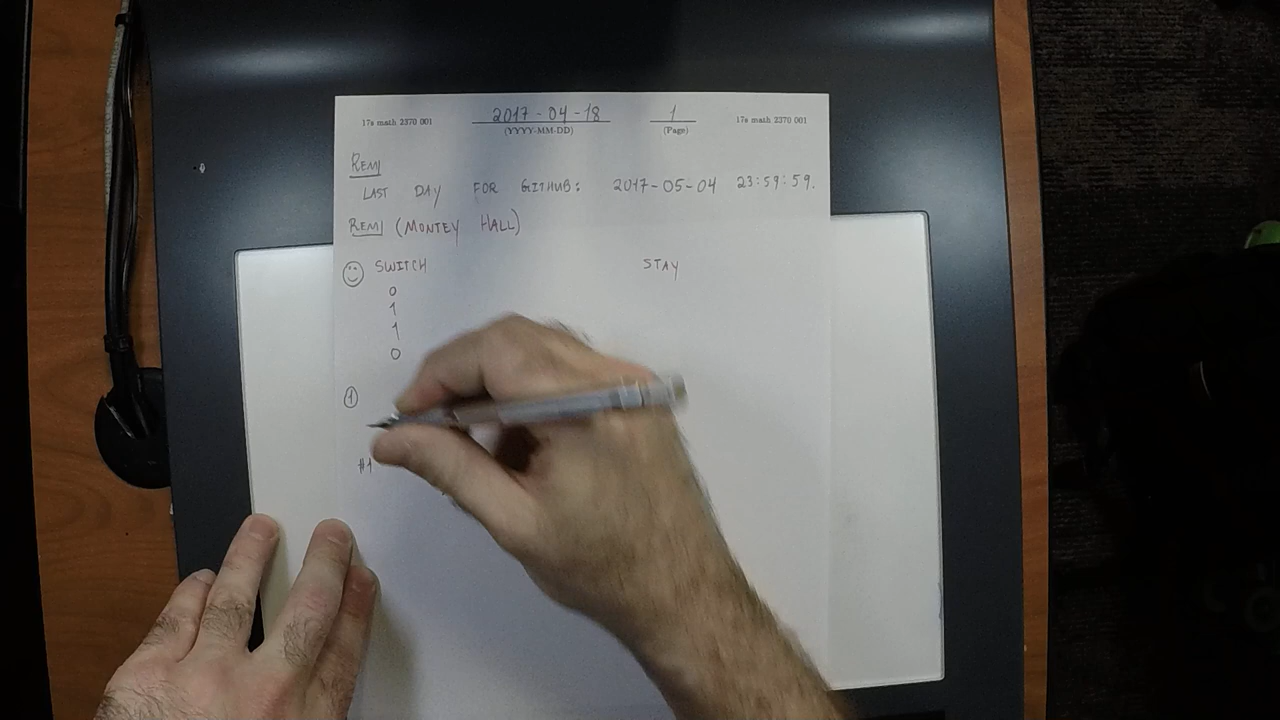 17s math 2370 001 2017-04-18 1 17s math 2370 001
(YYYY-MM-DD) (Page)
REM
LAST DAY FOR GITHUB: 2017-05-04 23:59:59.
REM (MONTEY HALL)
SWITCH STAY
0
1
1
0
1
#1